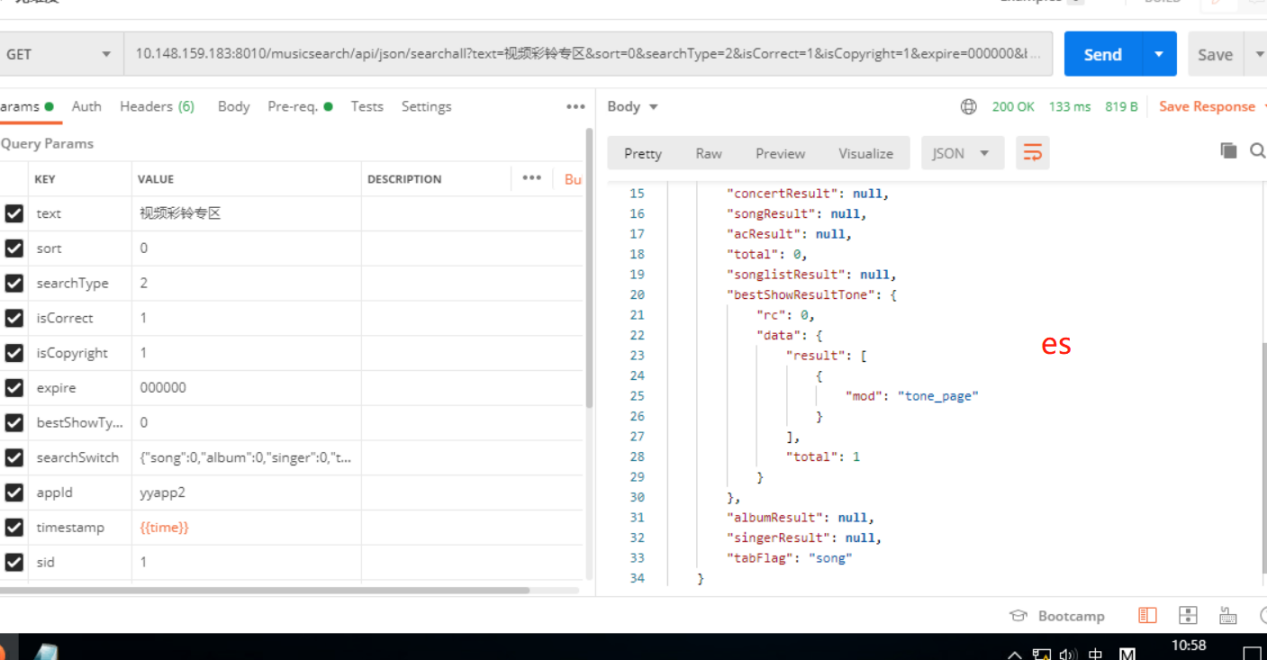 GET
10.148.159.183:8010/musicsearch/api/json/searchall?text=视频彩铃专区&sort=0&searchType=2&isCorrect=1&isCopyright=1&expire=000000&l ...
Send
Save
arams
Auth
Headers (6)
Body
Pre-req.
Tests
Settings
•••
Query Params
KEY VALUE DESCRIPTION ••• Bu
text 视频彩铃专区
sort 0
searchType 2
isCorrect 1
isCopyright 1
expire 000000
bestShowTy... 0
searchSwitch {"song":0,"album":0,"singer":0,"t...
appId yyapp2
timestamp {{time}}
sid 1
Body
200 OK 133 ms 819 B Save Response
Pretty Raw Preview Visualize JSON
15 "concertResult": null,
16 "songResult": null,
17 "acResult": null,
18 "total": 0,
19 "songlistResult": null,
20 "bestShowResultTone": {
21 "rc": 0,
22 "data": {
23 "result": [
24 {
25 "mod": "tone_page"
26 }
27 ],
28 "total": 1
29 }
30 },
31 "albumResult": null,
32 "singerResult": null,
33 "tabFlag": "song"
34 }
es
Bootcamp
中
M
10:58